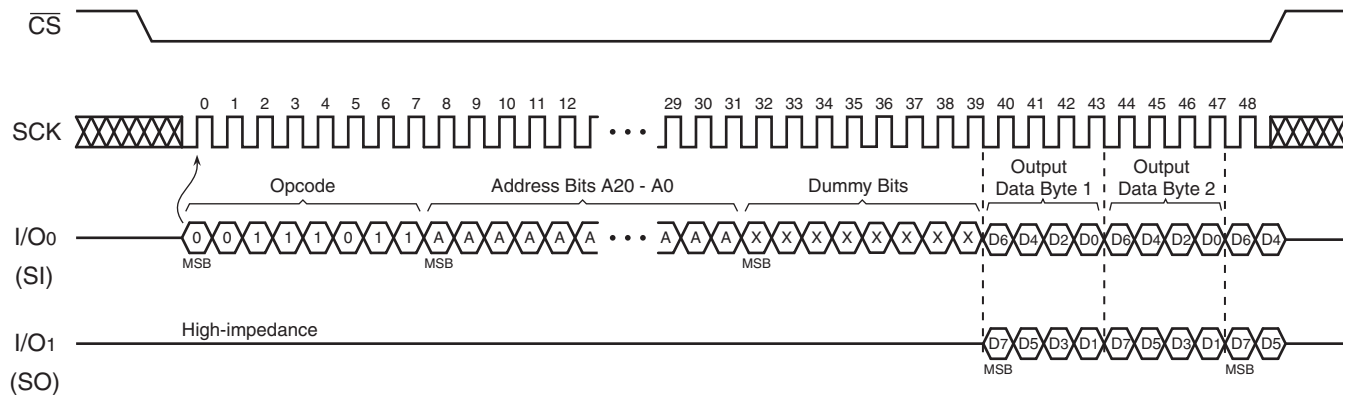 CS
0 1 2 3 4 5 6 7 8 9 10 11 12 29 30 31 32 33 34 35 36 37 38 39 40 41 42 43 44 45 46 47 48
SCK
Opcode Address Bits A20 - A0 Dummy Bits Output Data Byte 1 Output Data Byte 2
I/O0 0 0 1 1 1 0 1 1 A A A A A A A A A X X X X X X X X D6 D4 D2 D0 D6 D4 D2 D0 D6 D4
(SI) MSB MSB MSB
High-impedance
I/O1 D7 D5 D3 D1 D7 D5 D3 D1 D7 D5
(SO) MSB MSB